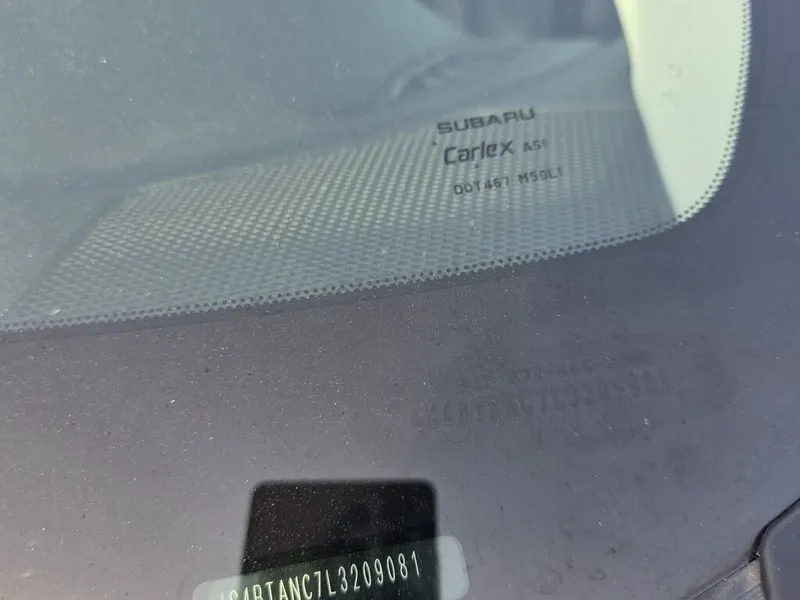 SUBARU
Carlex AS1
DOT467 M50L1
4S4BTANC7L3209081